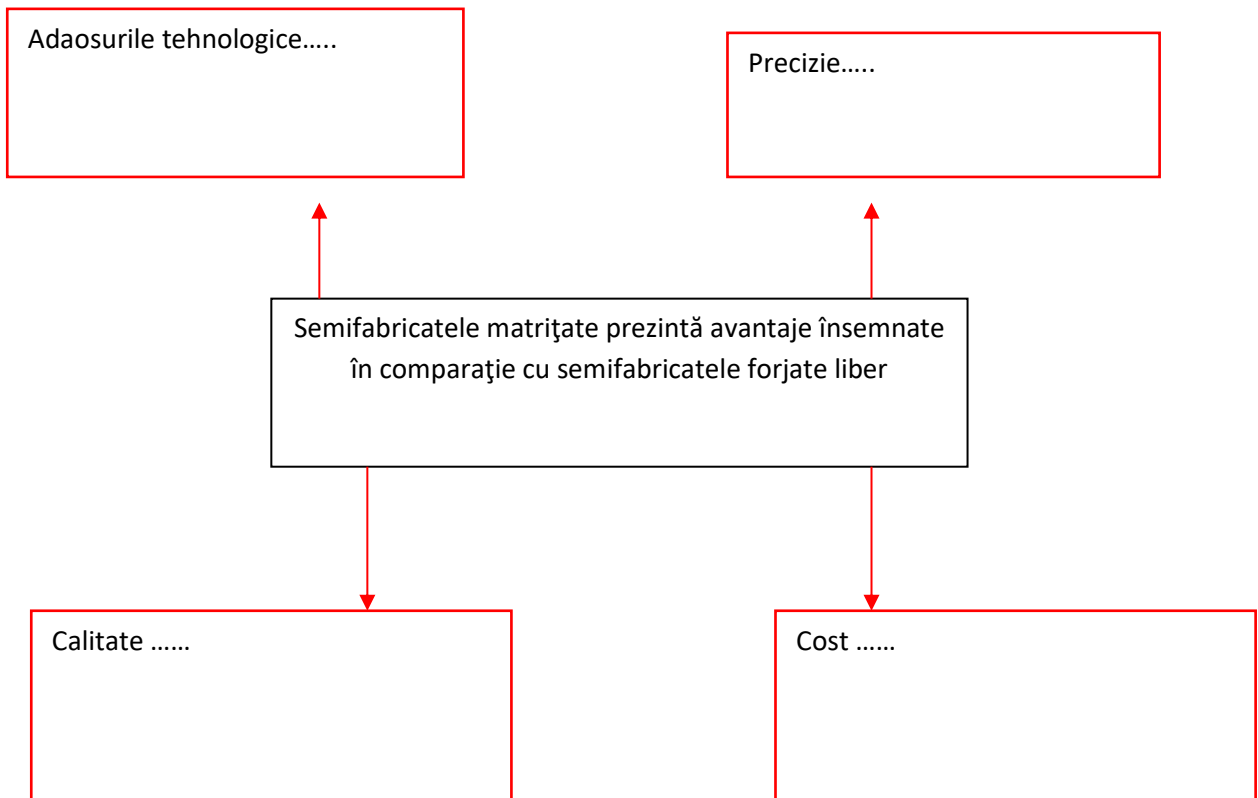 Adaosurile tehnologice…..
Precizie…..
Semifabricatele matriţate prezintă avantaje însemnate
în comparaţie cu semifabricatele forjate liber
Calitate ……
Cost ……